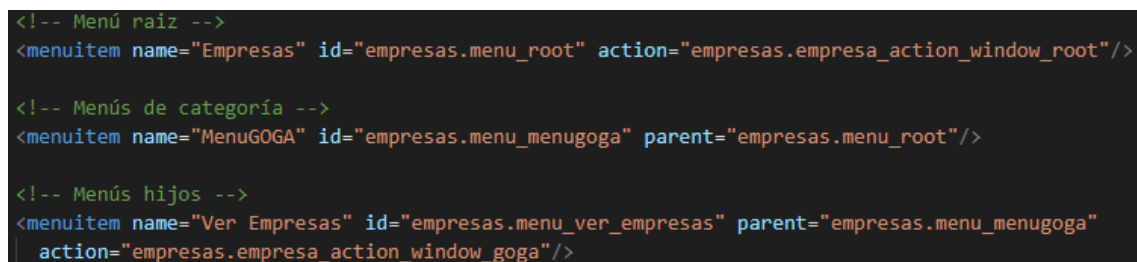 <!-- Menú raiz -->
<menuitem name="Empresas" id="empresas.menu_root" action="empresas.empresa_action_window_root"/>
<!-- Menús de categoría -->
<menuitem name="MenuGOGA" id="empresas.menu_menugoga" parent="empresas.menu_root"/>
<!-- Menús hijos -->
<menuitem name="Ver Empresas" id="empresas.menu_ver_empresas" parent="empresas.menu_menugoga"
action="empresas.empresa_action_window_goga"/>